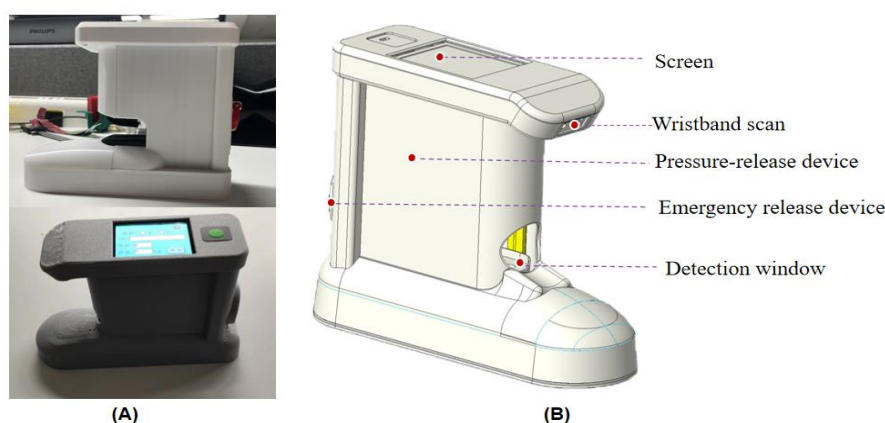 PHILIPS
Screen
Wristband scan
Pressure-release device
Emergency release device
Detection window
(A)
(B)